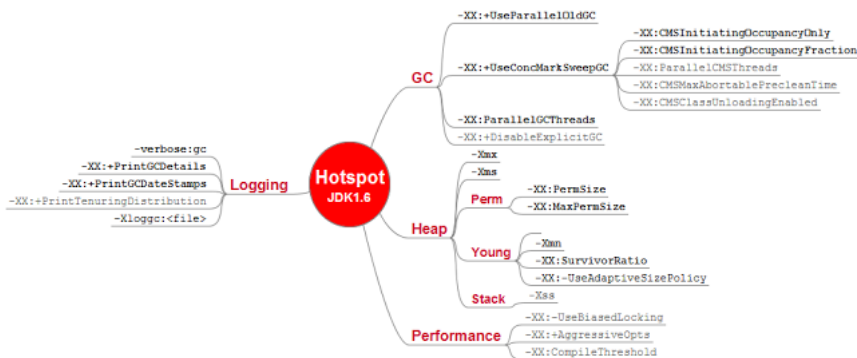 Hotspot
JDK1.6
GC
-XX:+UseParallelOldGC
-XX:+UseConcMarkSweepGC
-XX:CMSInitiatingOccupancyOnly
-XX:CMSInitiatingOccupancyFraction
-XX:ParallelCMSThreads
-XX:CMSMaxAbortablePrecleanTime
-XX:CMSClassUnloadingEnabled
-XX:ParallelGCThreads
-XX:+DisableExplicitGC
Logging
-verbose:gc
-XX:+PrintGCDetails
-XX:+PrintGCDateStamps
-XX:+PrintTenuringDistribution
-Xloggc:<file>
Heap
-Xmx
-Xms
Perm
-XX:PermSize
-XX:MaxPermSize
Young
-Xmn
-XX:SurvivorRatio
-XX:-UseAdaptiveSizePolicy
Stack
-Xss
Performance
-XX:-UseBiasedLocking
-XX:+AggressiveOpts
-XX:CompileThreshold